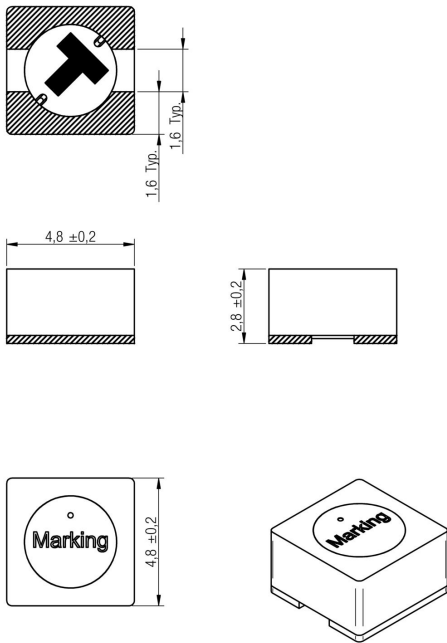 1,6 Typ.
1,6 Typ.
4,8 ±0,2
2,8 ±0,2
Marking
4,8 ±0,2
Marking